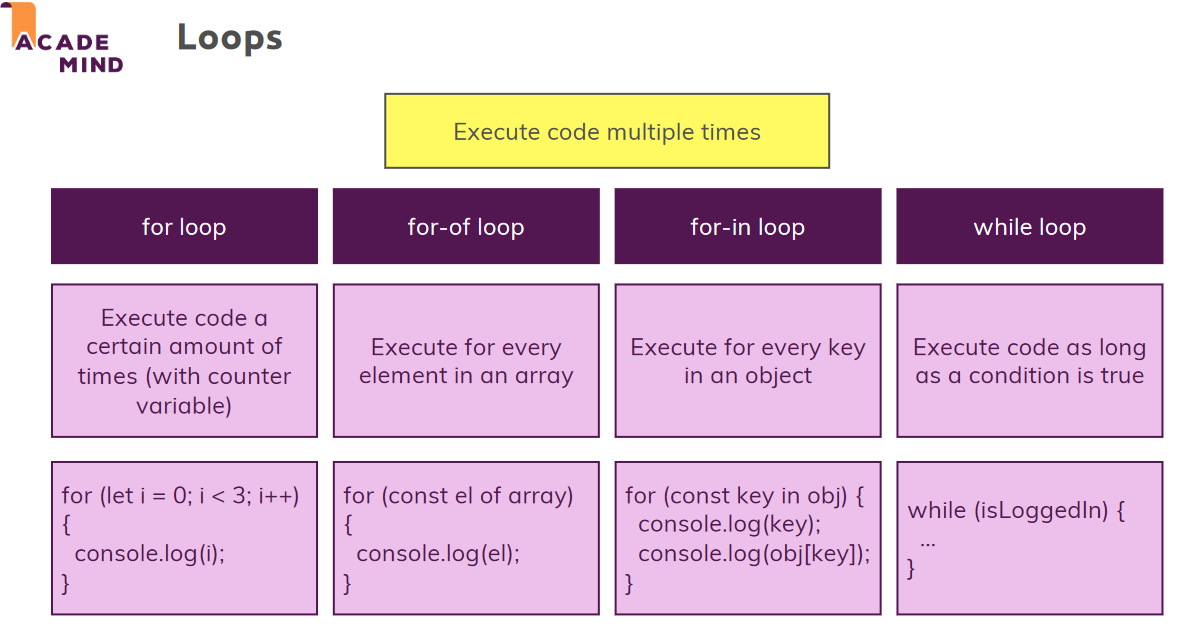 ACADE
MIND
Loops
Execute code multiple times
for loop
for-of loop
for-in loop
while loop
Execute code a
certain amount of
times (with counter
variable)
Execute for every
element in an array
Execute for every key
in an object
Execute code as long
as a condition is true
for (let i = 0; i < 3; i++)
{
  console.log(i);
}
for (const el of array)
{
  console.log(el);
}
for (const key in obj) {
  console.log(key);
  console.log(obj[key]);
}
while (isLoggedIn) {
  ...
}